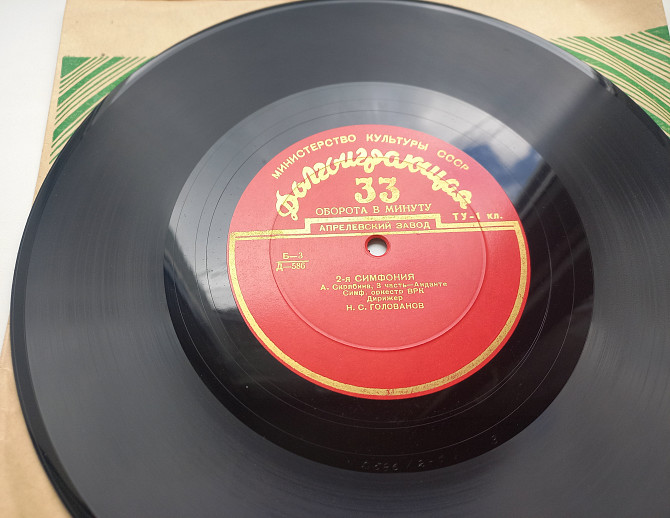 МИНИСТЕРСТВО КУЛЬТУРЫ СССР
Долгоиграющая
33
ОБОРОТА В МИНУТУ
ТУ-1 кл.
АПРЕЛЕВСКИЙ ЗАВОД
Б—3
Д—586
2-я СИМФОНИЯ
А. Скрябина, 3 часть—Анданте
Симф. оркестр ВРК
Дирижер
Н. С. ГОЛОВАНОВ